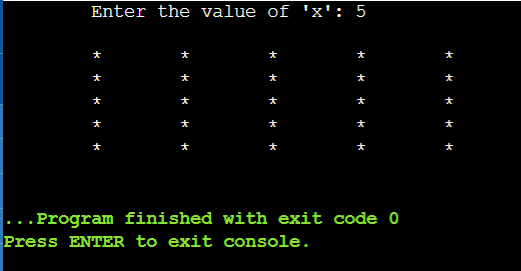 Enter the value of 'x': 5
* * * * *
* * * * *
* * * * *
* * * * *
* * * * *
...Program finished with exit code 0
Press ENTER to exit console.